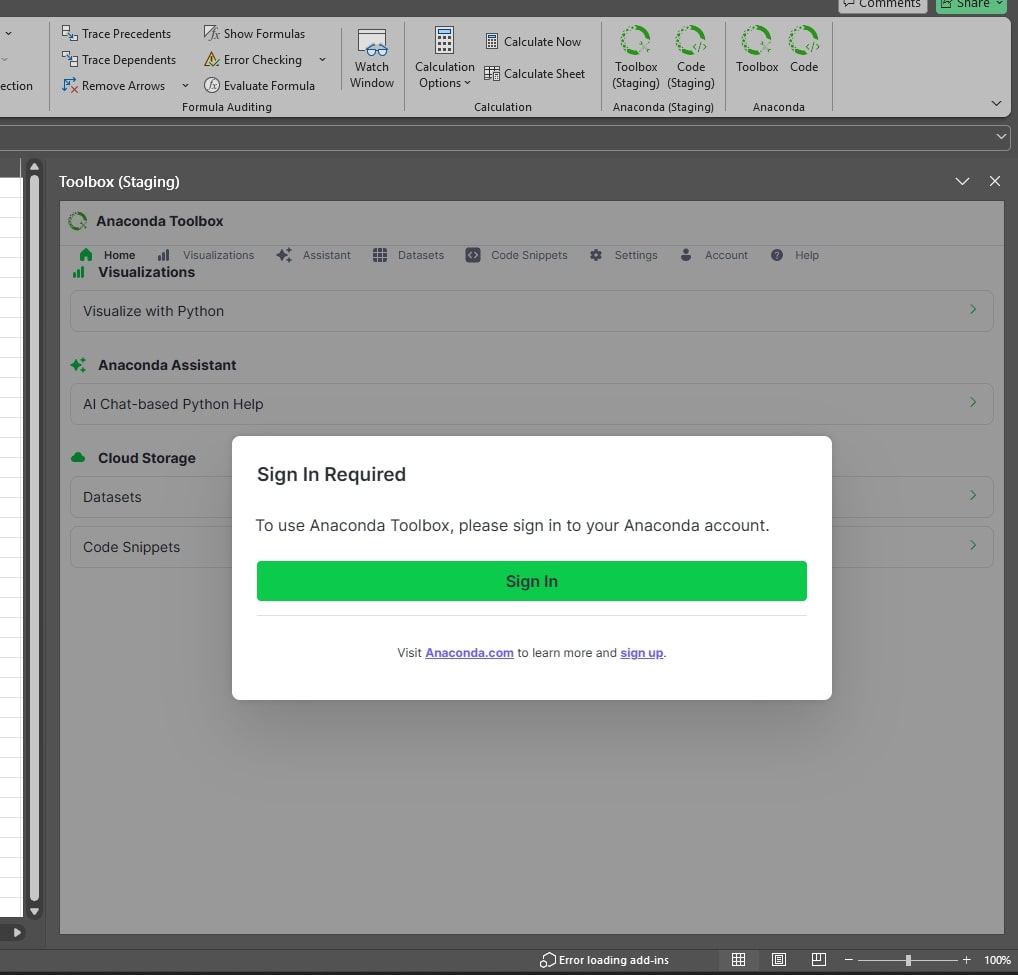 Comments
Share
Trace Precedents
Show Formulas
Trace Dependents
Error Checking
ection
Remove Arrows
Evaluate Formula
Formula Auditing
Watch
Window
Calculation
Options
Calculate Now
Calculate Sheet
Calculation
Toolbox
(Staging)
Code
(Staging)
Anaconda (Staging)
Toolbox
Code
Anaconda
Toolbox (Staging)
Anaconda Toolbox
Home Visualizations Assistant Datasets Code Snippets Settings Account Help
Visualizations
Visualize with Python
Anaconda Assistant
AI Chat-based Python Help
Cloud Storage
Datasets
Code Snippets
Sign In Required
To use Anaconda Toolbox, please sign in to your Anaconda account.
Sign In
Visit Anaconda.com to learn more and sign up.
Error loading add-ins
100%